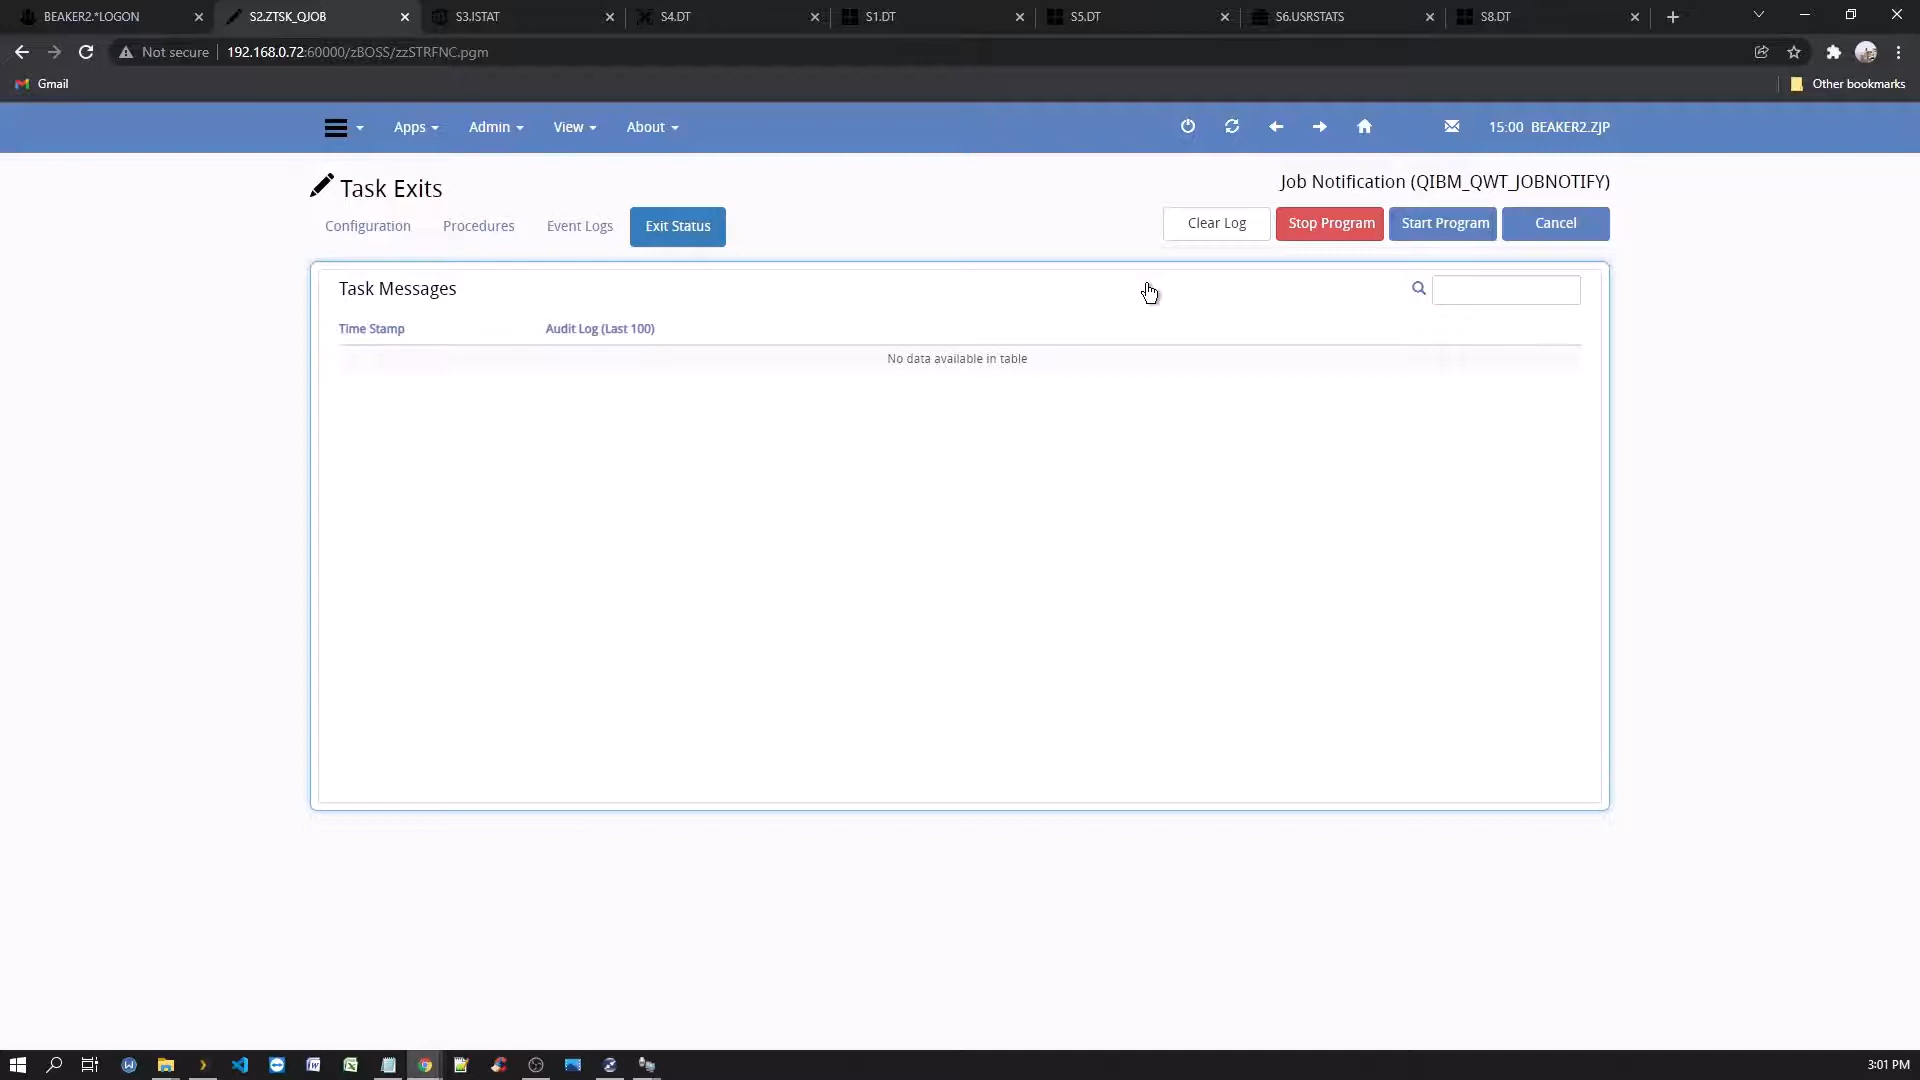 BEAKER2.*LOGON
S2.ZTSK_QJOB
S3.ISTAT
S4.DT
S1.DT
S5.DT
S6.USRSTATS
S8.DT
Not secure 192.168.0.72:60000/zBOSS/zzSTRFNC.pgm
Gmail
Other bookmarks
Apps
Admin
View
About
15:00 BEAKER2.ZJP
Task Exits
Job Notification (QIBM_QWT_JOBNOTIFY)
Configuration
Procedures
Event Logs
Exit Status
Clear Log
Stop Program
Start Program
Cancel
Task Messages
Time Stamp
Audit Log (Last 100)
No data available in table
3:01 PM